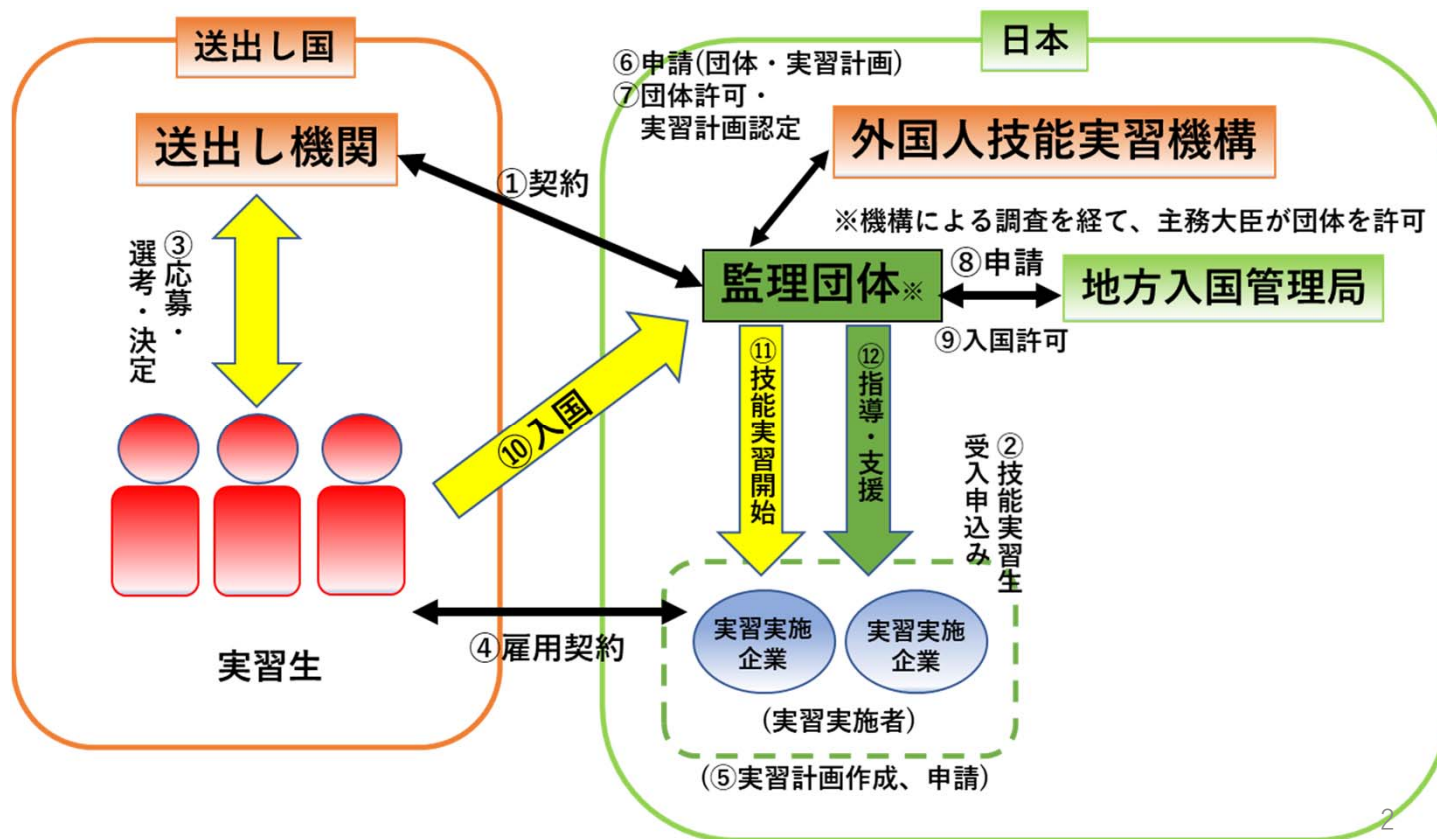 送出し国
日本
⑥申請(団体・実習計画)
⑦団体許可・
実習計画認定
送出し機関
外国人技能実習機構
①契約
※機構による調査を経て、主務大臣が団体を許可
③応募・
選考・決定
監理団体※
⑧申請
地方入国管理局
⑨入国許可
⑩入国
⑪技能実習開始
⑫指導・支援
②技能実習生
受入申込み
実習生
④雇用契約
実習実施
企業
実習実施
企業
(実習実施者)
(⑤実習計画作成、申請)
2